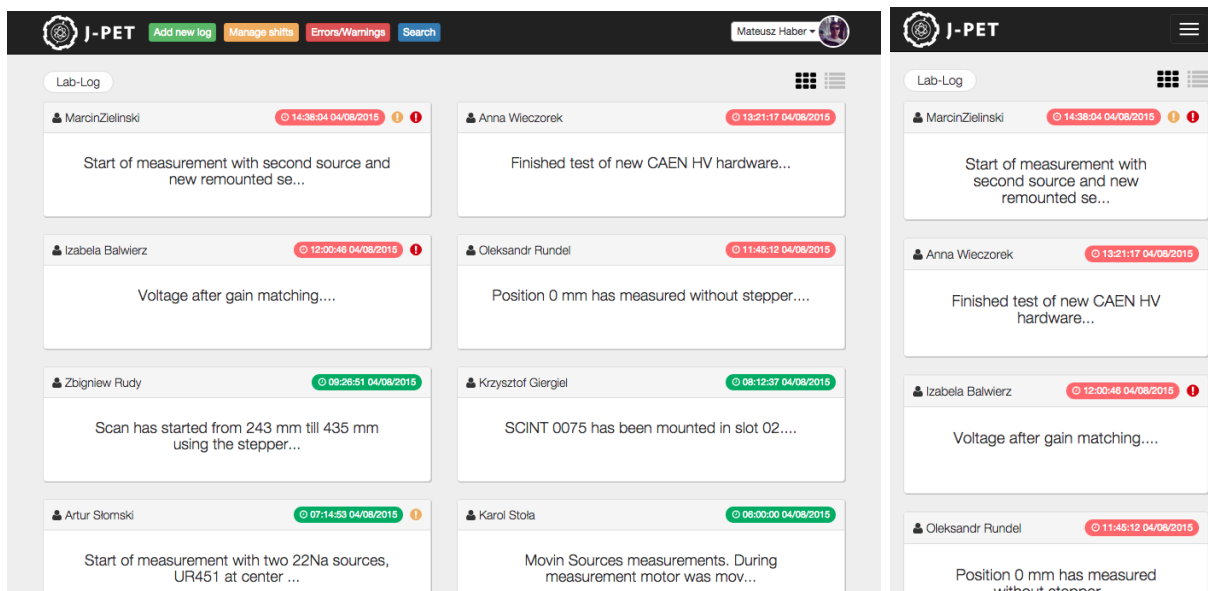 J-PET Add new log Manage shifts Errors/Warnings Search Mateusz Haber
Lab-Log
MarcinZielinski 14:38:04 04/08/2015
Start of measurement with second source and
new remounted se...
Anna Wieczorek 13:21:17 04/08/2015
Finished test of new CAEN HV hardware...
Izabela Balwierz 12:00:46 04/08/2015
Voltage after gain matching....
Oleksandr Rundel 11:45:12 04/08/2015
Position 0 mm has measured without stepper....
Zbigniew Rudy 09:26:51 04/08/2015
Scan has started from 243 mm till 435 mm
using the stepper...
Krzysztof Giergiel 08:12:37 04/08/2015
SCINT 0075 has been mounted in slot 02....
Artur Słomski 07:14:53 04/08/2015
Start of measurement with two 22Na sources,
UR451 at center ...
Karol Stola 06:00:00 04/08/2015
Movin Sources measurements. During
measurement motor was mov...
J-PET
Lab-Log
MarcinZielinski 14:38:04 04/08/2015
Start of measurement with
second source and new
remounted se...
Anna Wieczorek 13:21:17 04/08/2015
Finished test of new CAEN HV
hardware...
Izabela Balwierz 12:00:46 04/08/2015
Voltage after gain matching....
Oleksandr Rundel 11:45:12 04/08/2015
Position 0 mm has measured
without stepper....